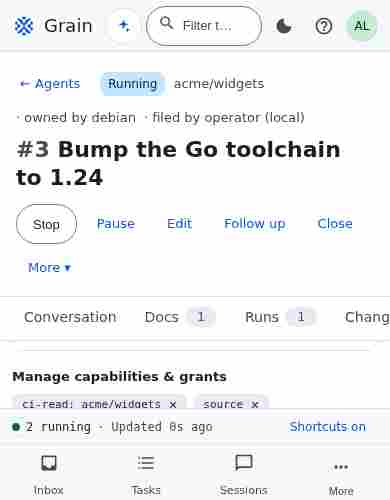 Grain
Filter t…
AL
← Agents Running acme/widgets
· owned by debian · filed by operator (local)
#3 Bump the Go toolchain
to 1.24
Stop Pause Edit Follow up Close
More ▾
Conversation Docs 1 Runs 1 Chang
Manage capabilities & grants
ci-read: acme/widgets × source ×
2 running · Updated 0s ago Shortcuts on
Inbox Tasks Sessions More